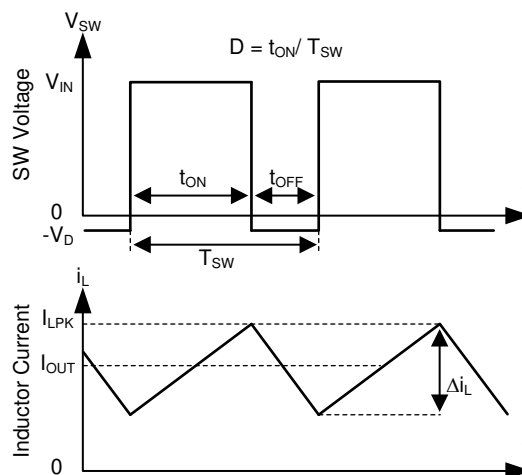 V_SW
D = t_ON/ T_SW
V_IN
SW Voltage
t_ON
t_OFF
0
-V_D
T_SW
i_L
I_LPK
I_OUT
Inductor Current
Δi_L
0